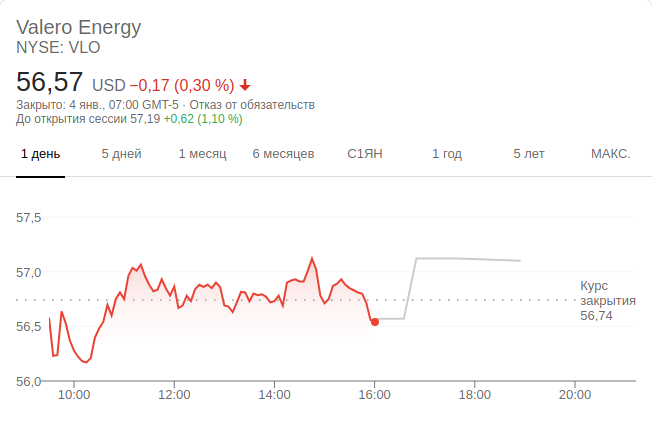 Valero Energy
NYSE: VLO
56,57 USD −0,17 (0,30 %)
Закрыто: 4 янв., 07:00 GMT-5 · Отказ от обязательств
До открытия сессии 57,19 +0,62 (1,10 %)
1 день 5 дней 1 месяц 6 месяцев С1ЯН 1 год 5 лет МАКС.
57,5
57,0
Курс
закрытия
56,74
56,5
56,0
10:00 12:00 14:00 16:00 18:00 20:00